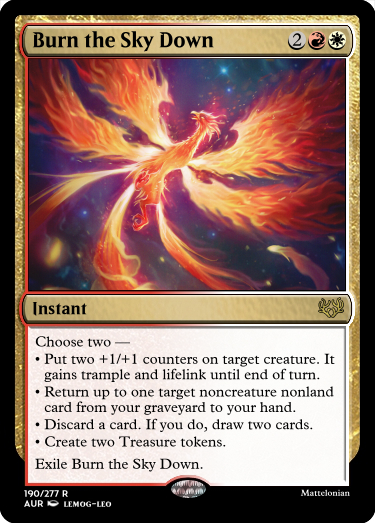 Burn the Sky Down 2
Instant
Choose two —
• Put two +1/+1 counters on target creature. It
gains trample and lifelink until end of turn.
• Return up to one target noncreature nonland
card from your graveyard to your hand.
• Discard a card. If you do, draw two cards.
• Create two Treasure tokens.
Exile Burn the Sky Down.
190/277 R
AUR LEMOG-LEO
Mattelonian